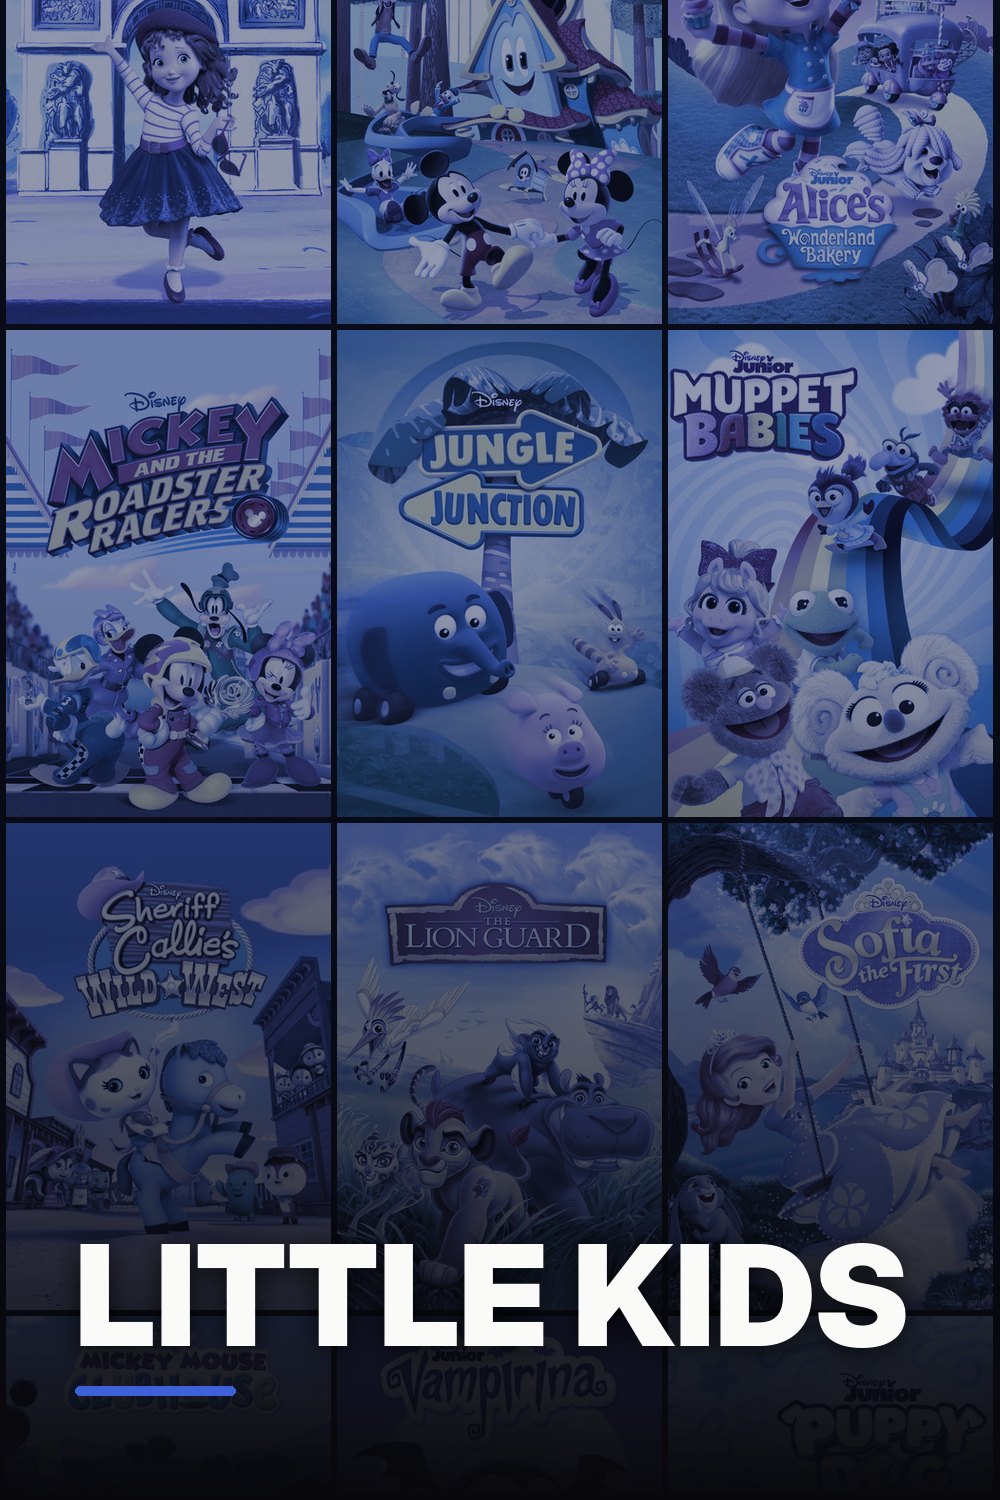 Disney
Junior
Alice's
Wonderland
Bakery
Disney
MICKEY
AND THE
ROADSTER
RACERS
Disney
JUNGLE
JUNCTION
Disney
Junior
MUPPET
BABIES
Disney
Sheriff
Callie's
WILD WEST
Disney
THE
LION GUARD
Disney
Sofia
the First
LITTLE KIDS
MICKEY MOUSE
CLUBHOUSE
Junior
Vampirina
Disney
Junior
PUPPY
DOG